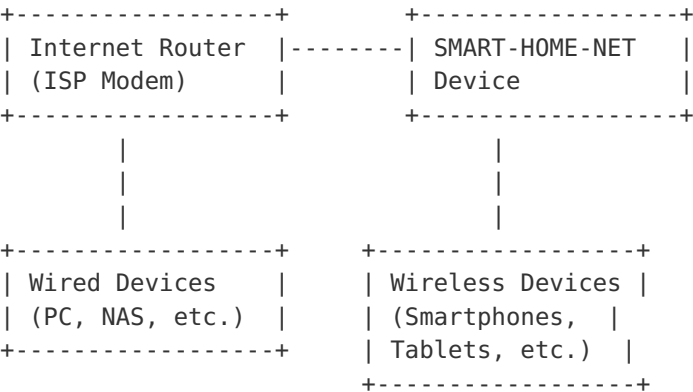 Internet Router
(ISP Modem)
SMART-HOME-NET
Device
Wired Devices
(PC, NAS, etc.)
Wireless Devices
(Smartphones,
Tablets, etc.)